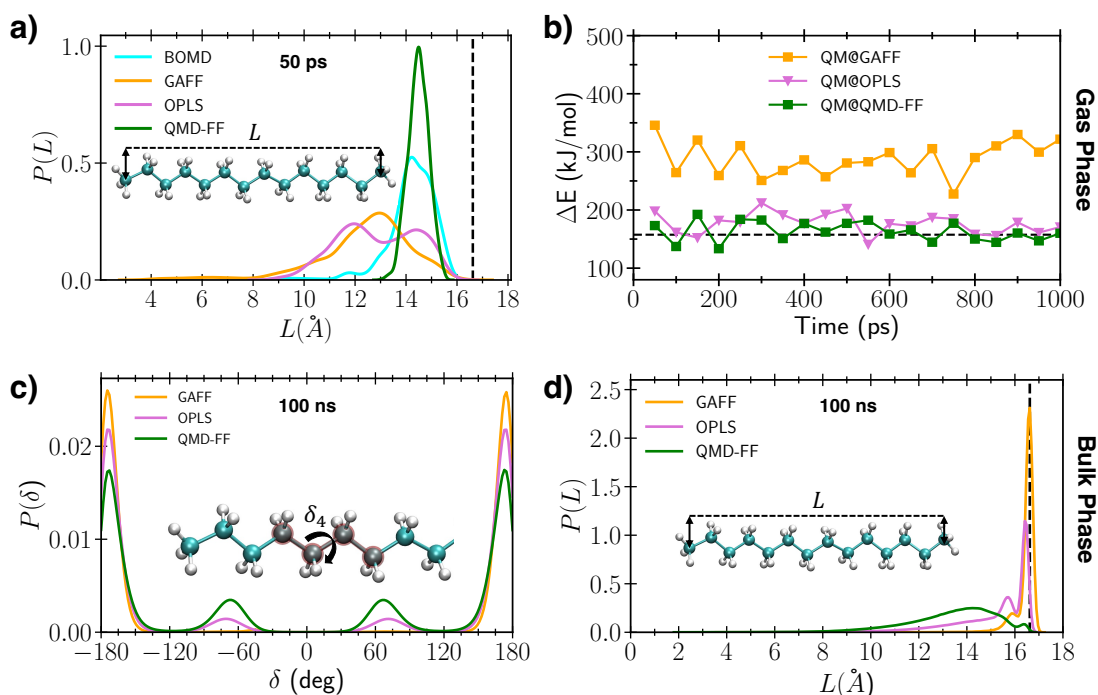 a)
50 ps
BOMD
GAFF
OPLS
QMD-FF
L
P(L)
1.0
0.5
0.0
4 6 8 10 12 14 16 18
L(Å)
b)
QM@GAFF
QM@OPLS
QM@QMD-FF
ΔE (kJ/mol)
500
400
300
200
100
0 200 400 600 800 1000
Time (ps)
Gas Phase
c)
100 ns
GAFF
OPLS
QMD-FF
δ₄
P(δ)
0.02
0.01
0.00
−180 −120 −60 0 60 120 180
δ (deg)
d)
100 ns
GAFF
OPLS
QMD-FF
L
P(L)
2.5
2.0
1.5
1.0
0.5
0.0
0 2 4 6 8 10 12 14 16 18
L(Å)
Bulk Phase